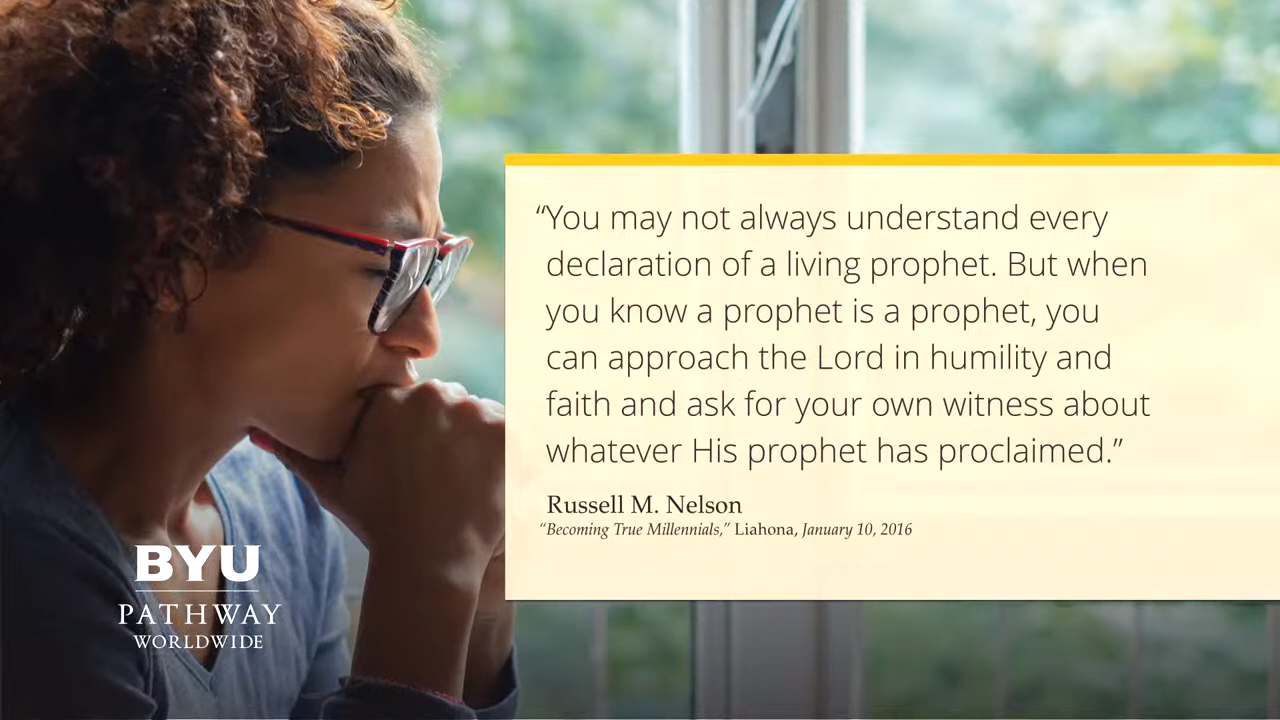 “You may not always understand every
declaration of a living prophet. But when
you know a prophet is a prophet, you
can approach the Lord in humility and
faith and ask for your own witness about
whatever His prophet has proclaimed.”
Russell M. Nelson
“Becoming True Millennials,” Liahona, January 10, 2016
BYU
PATHWAY
WORLDWIDE